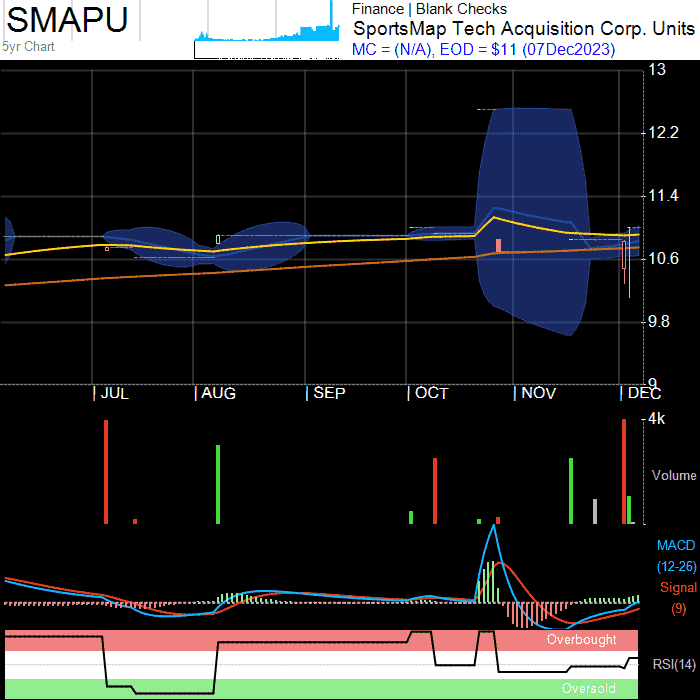 SMAPU
5yr Chart
Finance | Blank Checks
SportsMap Tech Acquisition Corp. Units
MC = (N/A), EOD = $11 (07Dec2023)
13
12.2
11.4
10.6
9.8
9
| JUL | AUG | SEP | OCT | NOV | DEC
4k
Volume
MACD
(12-26)
Signal
(9)
Overbought
RSI(14)
Oversold